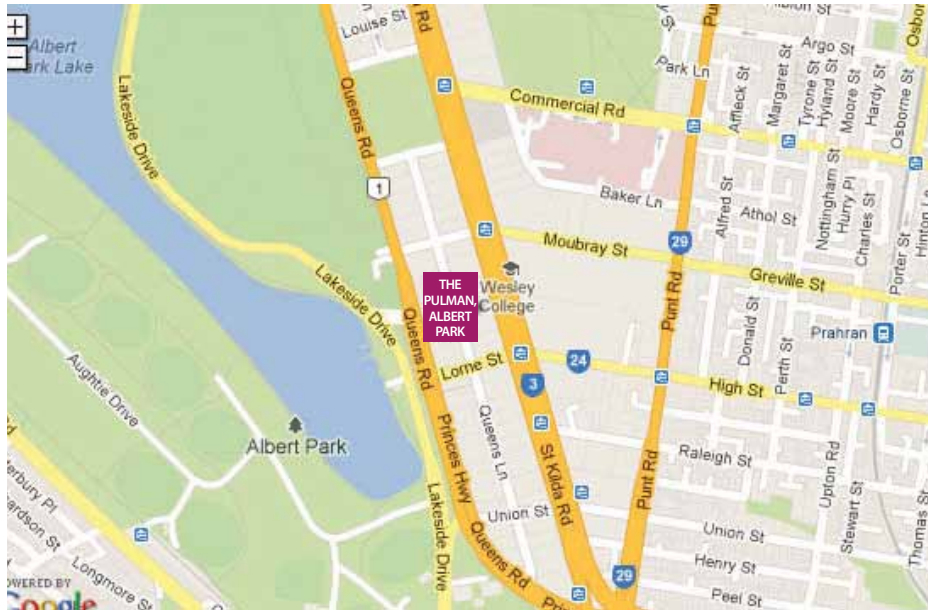 +
−
Albert
Park Lake
Louise St
Rd
Queens Rd
Lakeside Drive
1
Commercial Rd
Park Ln
Argo St
Affleck St
Margaret St
Tyrone St
Hyland St
Moore St
Hardy St
Osborne St
Baker Ln
Alfred St
Athol St
Nottingham St
Hurry Pl
Charles St
Porter St
Hinton Ln
Moubray St
29
Greville St
Punt Rd
Lakeside Drive
THE
PULMAN,
ALBERT
PARK
Wesley
College
Queens Rd
Lorne St
24
3
High St
Donald St
Perth St
Prahran
Aughtie Drive
Albert Park
Princes Hwy
Queens Ln
St Kilda Rd
Punt Rd
Raleigh St
Upton Rd
Stewart St
Thomas St
Lakeside Drive
Queens Rd
Union St
Union St
Henry St
Peel St
29
Longmore St
POWERED BY
Google